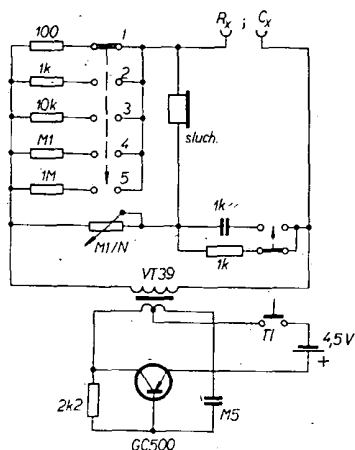 Rx ; Cx
100
1
1k
2
10k
3
M1
4
1M
5
sluch.
1k
M1/N
1k
VT39
Tl
4,5V
+
2k2
M5
GC500